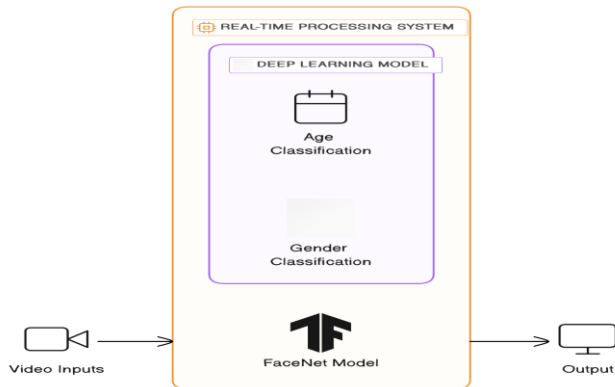 REAL-TIME PROCESSING SYSTEM
DEEP LEARNING MODEL
Age
Classification
Gender
Classification
Video Inputs
FaceNet Model
Output